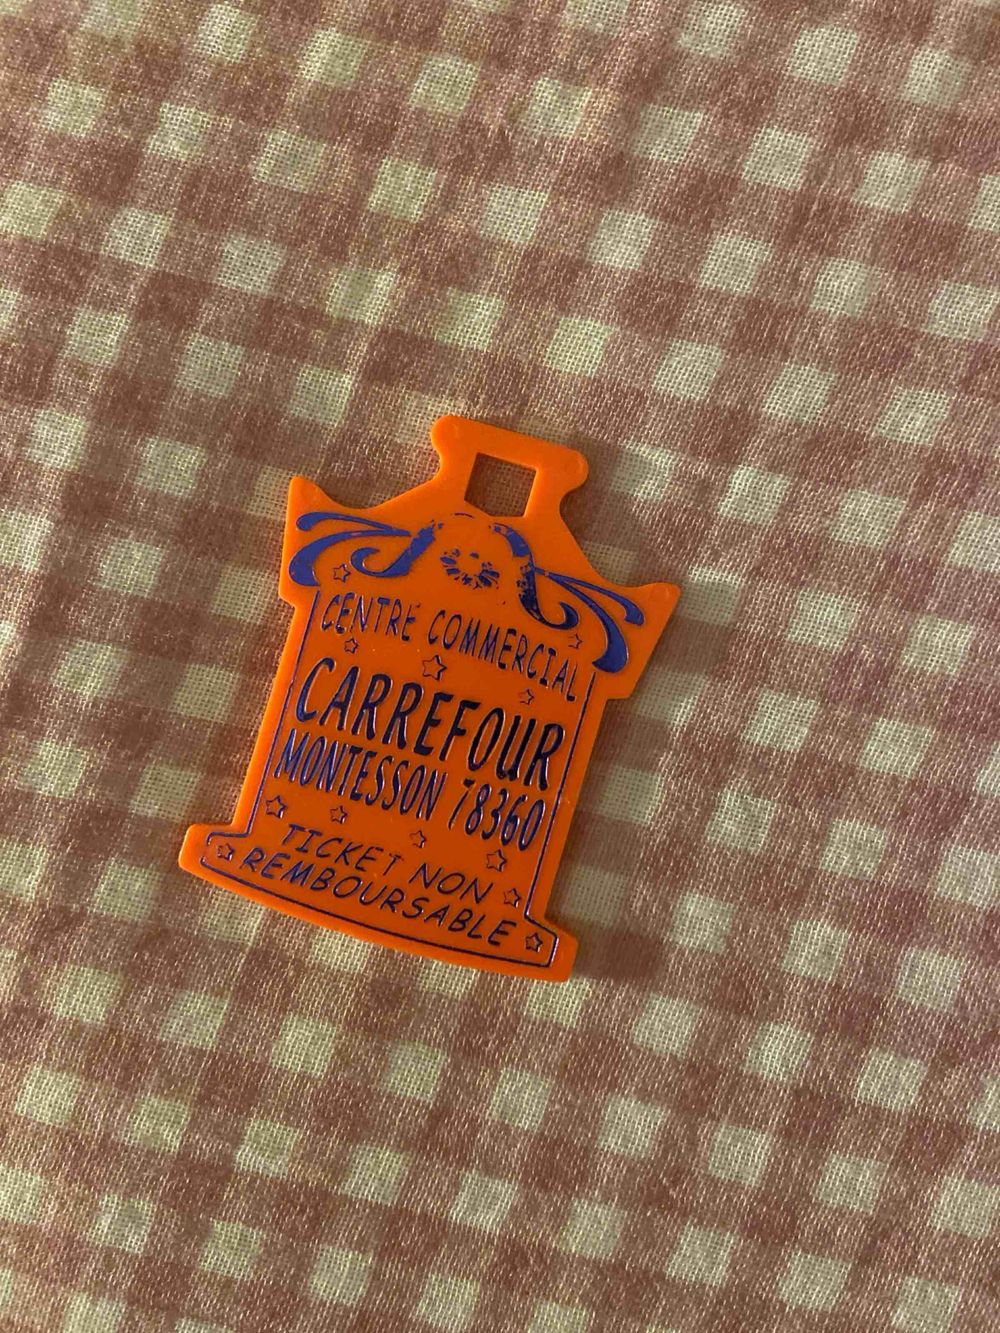 CENTRE COMMERCIAL
CARREFOUR
MONTESSON 78360
TICKET NON
REMBOURSABLE